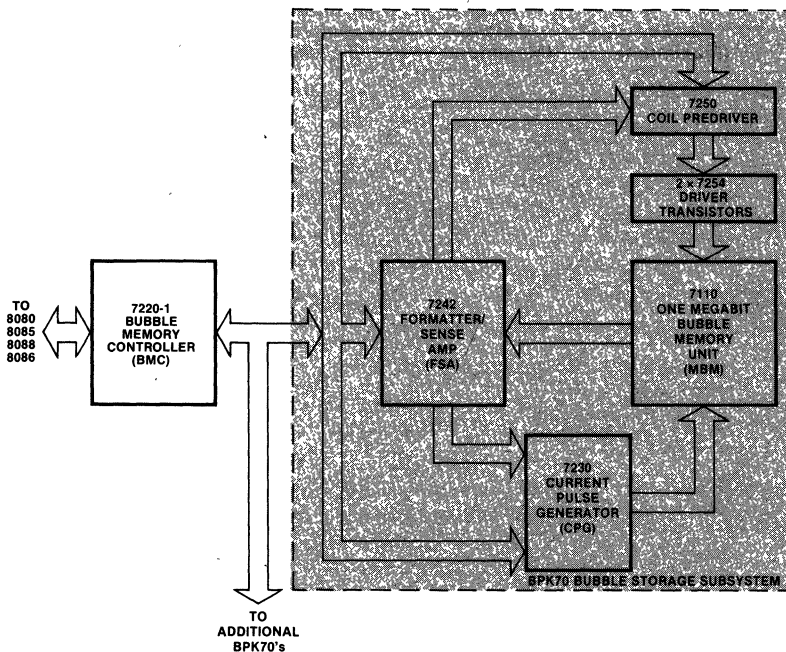 7250
COIL PREDRIVER
2 × 7254
DRIVER
TRANSISTORS
TO
8080
8085
8088
8086
7220-1
BUBBLE
MEMORY
CONTROLLER
(BMC)
7242
FORMATTER/
SENSE
AMP
(FSA)
7110
ONE MEGABIT
BUBBLE
MEMORY
UNIT
(MBM)
7230
CURRENT
PULSE
GENERATOR
(CPG)
BPK70 BUBBLE STORAGE SUBSYSTEM
TO
ADDITIONAL
BPK70's